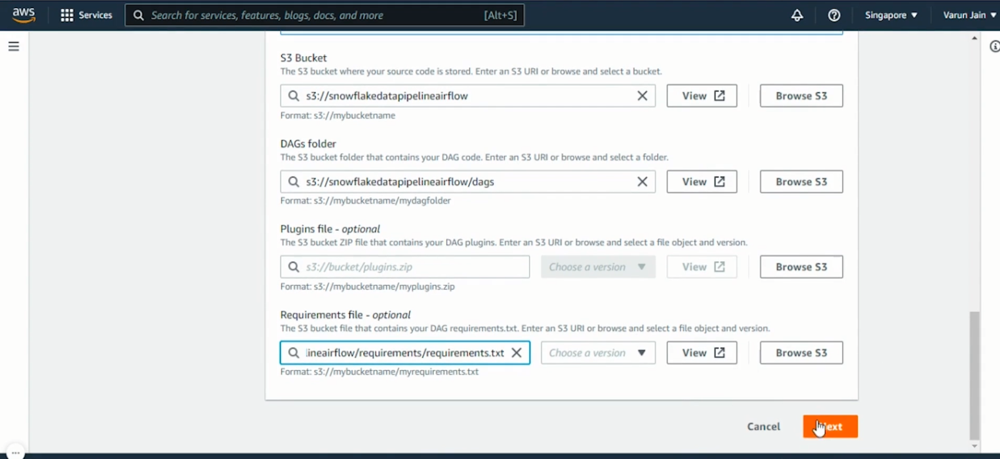 aws Services Search for services, features, blogs, docs, and more [Alt+S] Singapore Varun Jain
S3 Bucket
The S3 bucket where your source code is stored. Enter an S3 URI or browse and select a bucket.
s3://snowflakedatapipelineairflow View Browse S3
Format: s3://mybucketname
DAGs folder
The S3 bucket folder that contains your DAG code. Enter an S3 URI or browse and select a folder.
s3://snowflakedatapipelineairflow/dags View Browse S3
Format: s3://mybucketname/mydagfolder
Plugins file - optional
The S3 bucket ZIP file that contains your DAG plugins. Enter an S3 URI or browse and select a file object and version.
s3://bucket/plugins.zip Choose a version View Browse S3
Format: s3://mybucketname/myplugins.zip
Requirements file - optional
The S3 bucket file that contains your DAG requirements.txt. Enter an S3 URI or browse and select a file object and version.
lineairflow/requirements/requirements.txt Choose a version View Browse S3
Format: s3://mybucketname/myrequirements.txt
Cancel Next